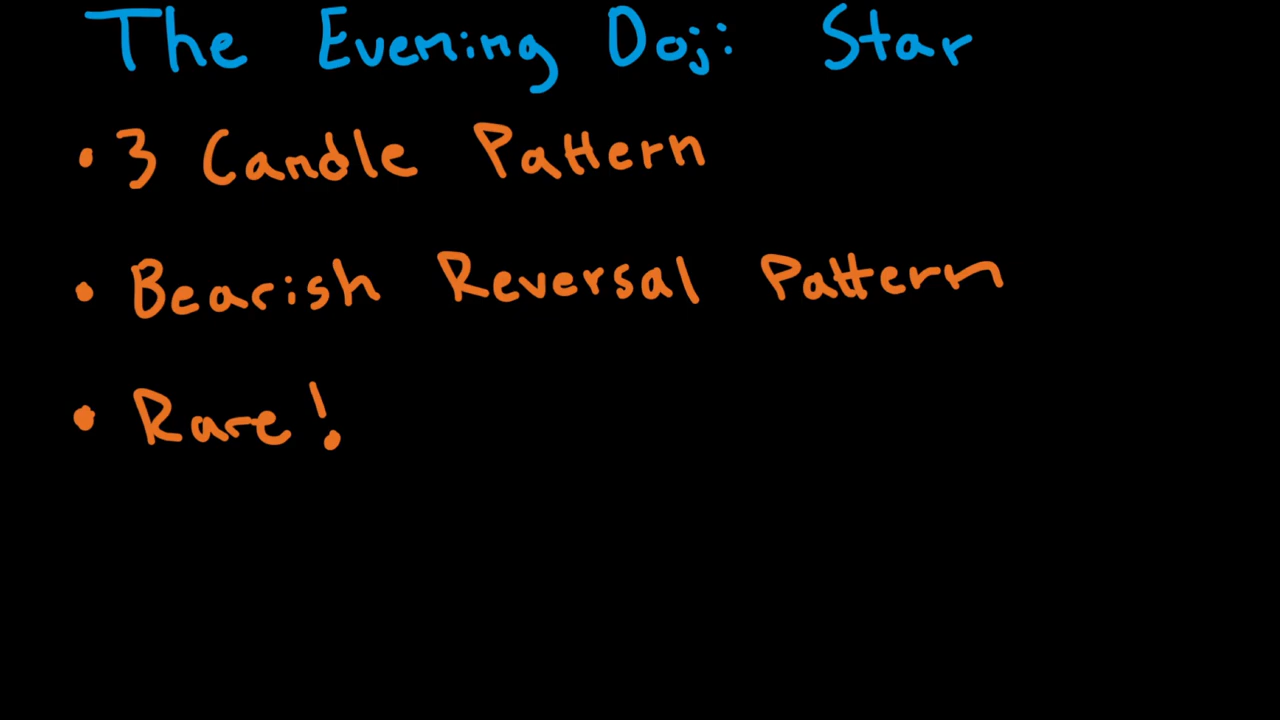 The Evening Doji Star
• 3 Candle Pattern
• Bearish Reversal Pattern
• Rare!